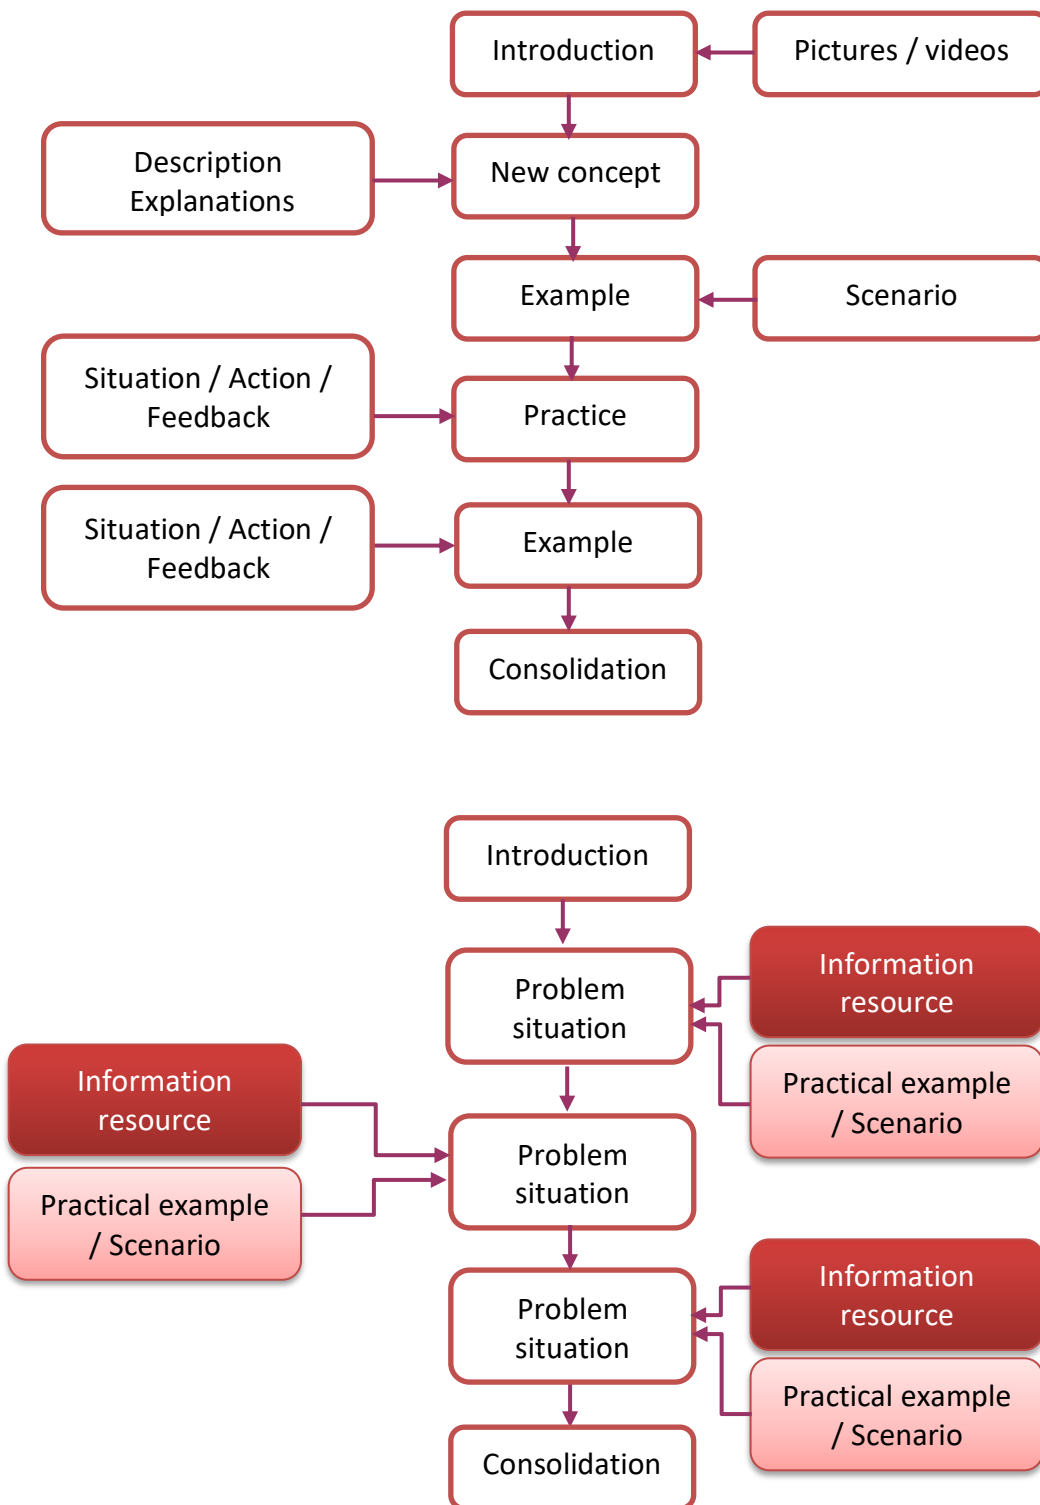 Introduction
Pictures / videos
Description
Explanations
New concept
Example
Scenario
Situation / Action /
Feedback
Practice
Situation / Action /
Feedback
Example
Consolidation
Introduction
Problem
situation
Information
resource
Practical example
/ Scenario
Information
resource
Practical example
/ Scenario
Problem
situation
Problem
situation
Information
resource
Practical example
/ Scenario
Consolidation